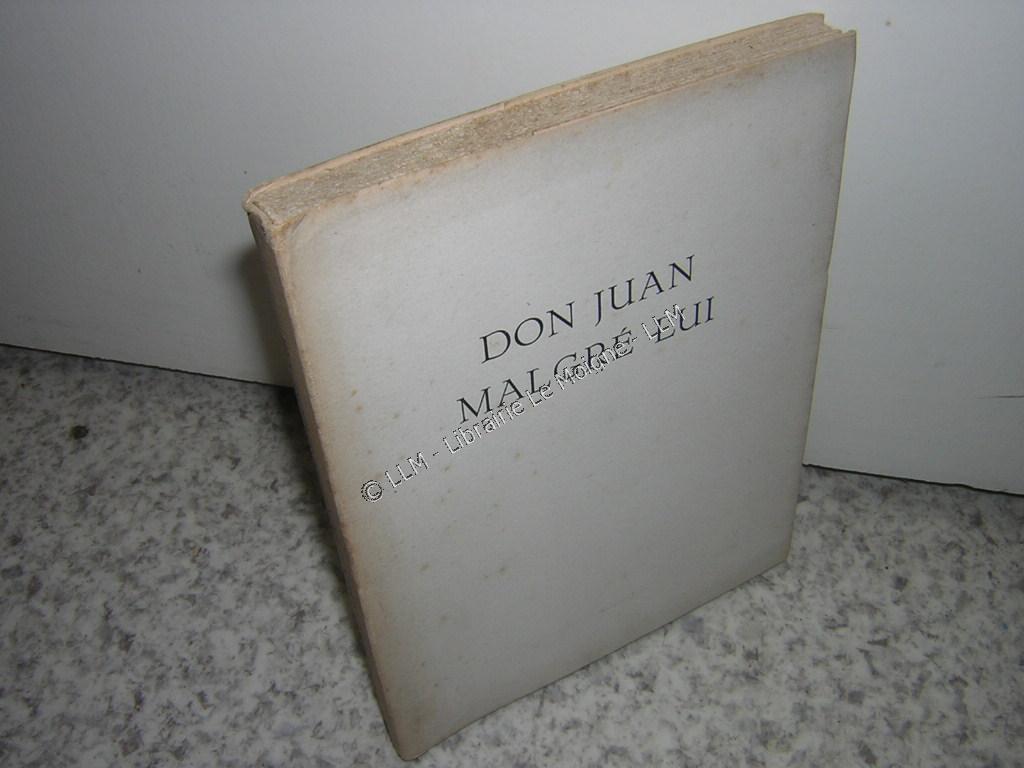 DON JUAN
MALGRÉ LUI
© LLM - Librairie Le Moigne - LLM